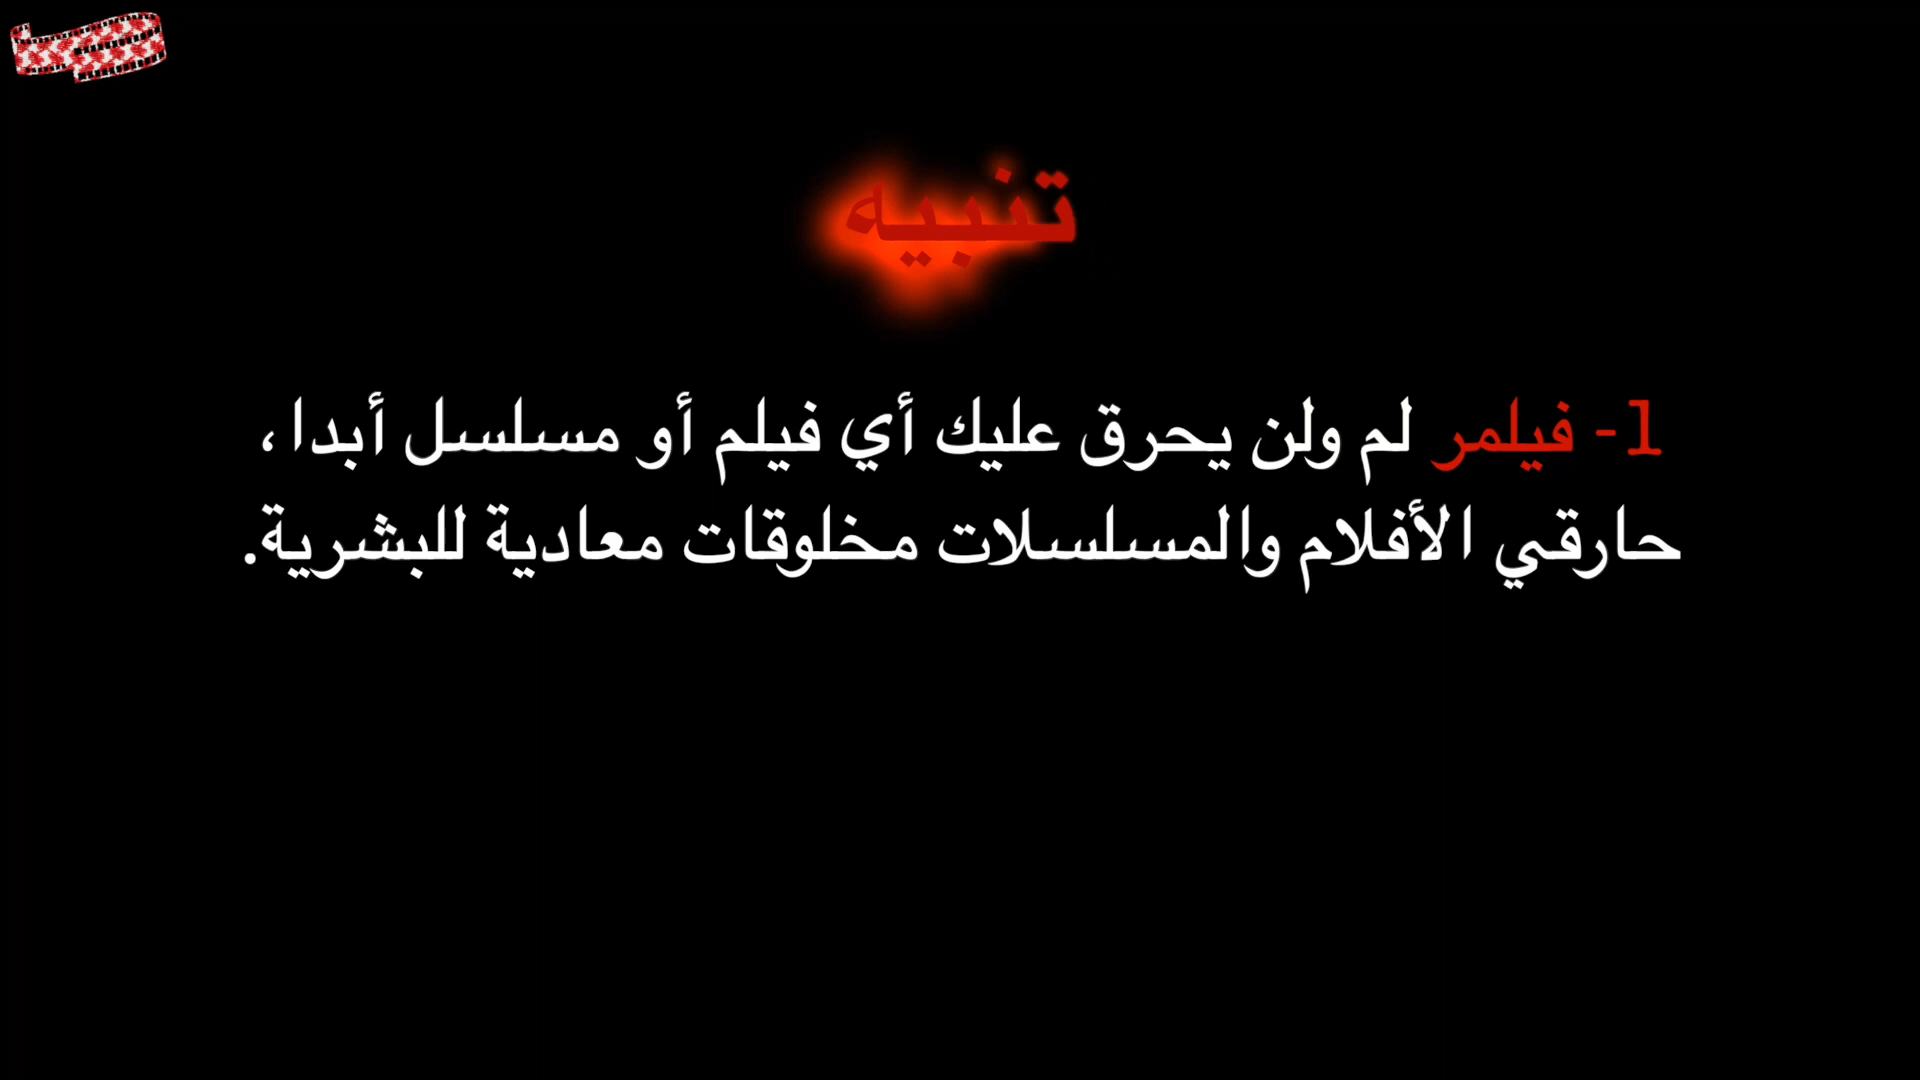 تنبيه
1- فيلمر لم ولن يحرق عليك أي فيلم أو مسلسل أبدا،
حارقي الأفلام والمسلسلات مخلوقات معادية للبشرية.